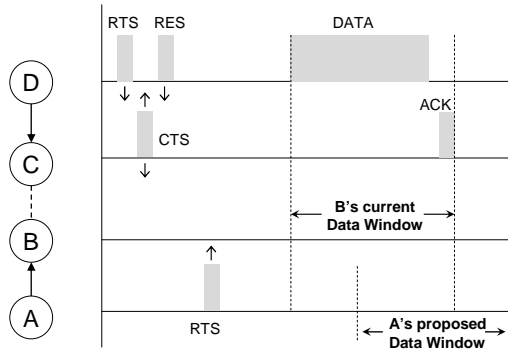 RTS RES DATA
D
ACK
CTS
C
B's current
Data Window
B
A
RTS
A's proposed
Data Window